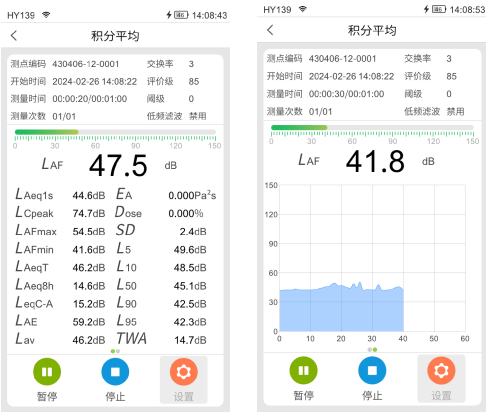 HY139 86 14:08:43
积分平均
测点编码 430406-12-0001 交换率 3
开始时间 2024-02-26 14:08:22 评价级 85
测量时间 00:00:20/00:01:00 阈级 0
测量次数 01/01 低频滤波 禁用
0 30 60 90 120 150
LAF 47.5 dB
LAeq1s 44.6dB EA 0.000Pa²s
LCpeak 74.7dB Dose 0.000%
LAFmax 54.5dB SD 2.4dB
LAFmin 41.6dB L5 49.6dB
LAeqT 46.2dB L10 48.5dB
LAeq8h 14.6dB L50 45.1dB
LeqC-A 15.2dB L90 42.5dB
LAE 59.2dB L95 42.3dB
Lav 46.2dB TWA 14.7dB
暂停 停止 设置
HY139 14:08:53
积分平均
测点编码 430406-12-0001 交换率 3
开始时间 2024-02-26 14:08:22 评价级 85
测量时间 00:00:30/00:01:00 阈级 0
测量次数 01/01 低频滤波 禁用
0 30 60 90 120 150
LAF 41.8 dB
150
120
90
60
30
0
0 10 20 30 40 50 60
暂停 停止 设置